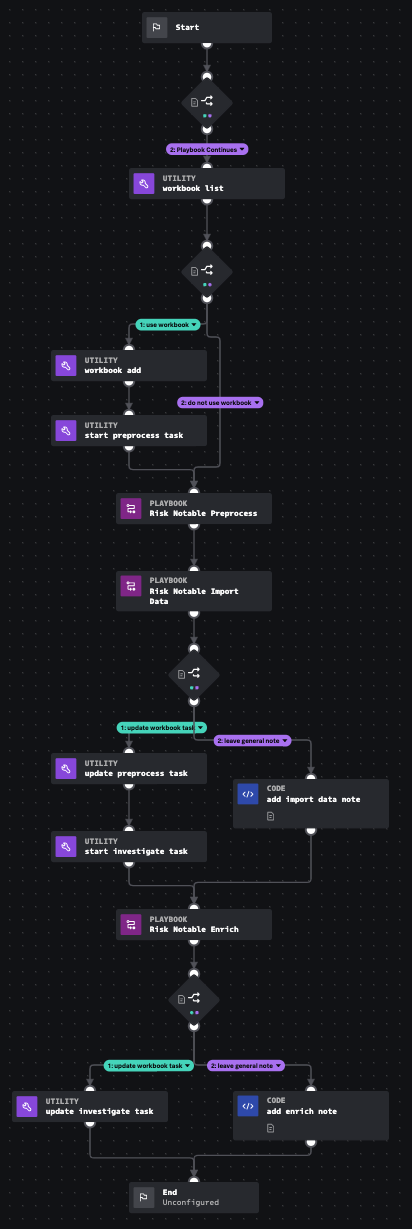 Start
2: Playbook Continues
UTILITY
workbook list
1: use workbook
UTILITY
workbook add
2: do not use workbook
UTILITY
start preprocess task
PLAYBOOK
Risk Notable Preprocess
PLAYBOOK
Risk Notable Import
Data
1: update workbook task
2: leave general note
UTILITY
update preprocess task
CODE
add import data note
UTILITY
start investigate task
PLAYBOOK
Risk Notable Enrich
1: update workbook task
2: leave general note
UTILITY
update investigate task
CODE
add enrich note
End
Unconfigured